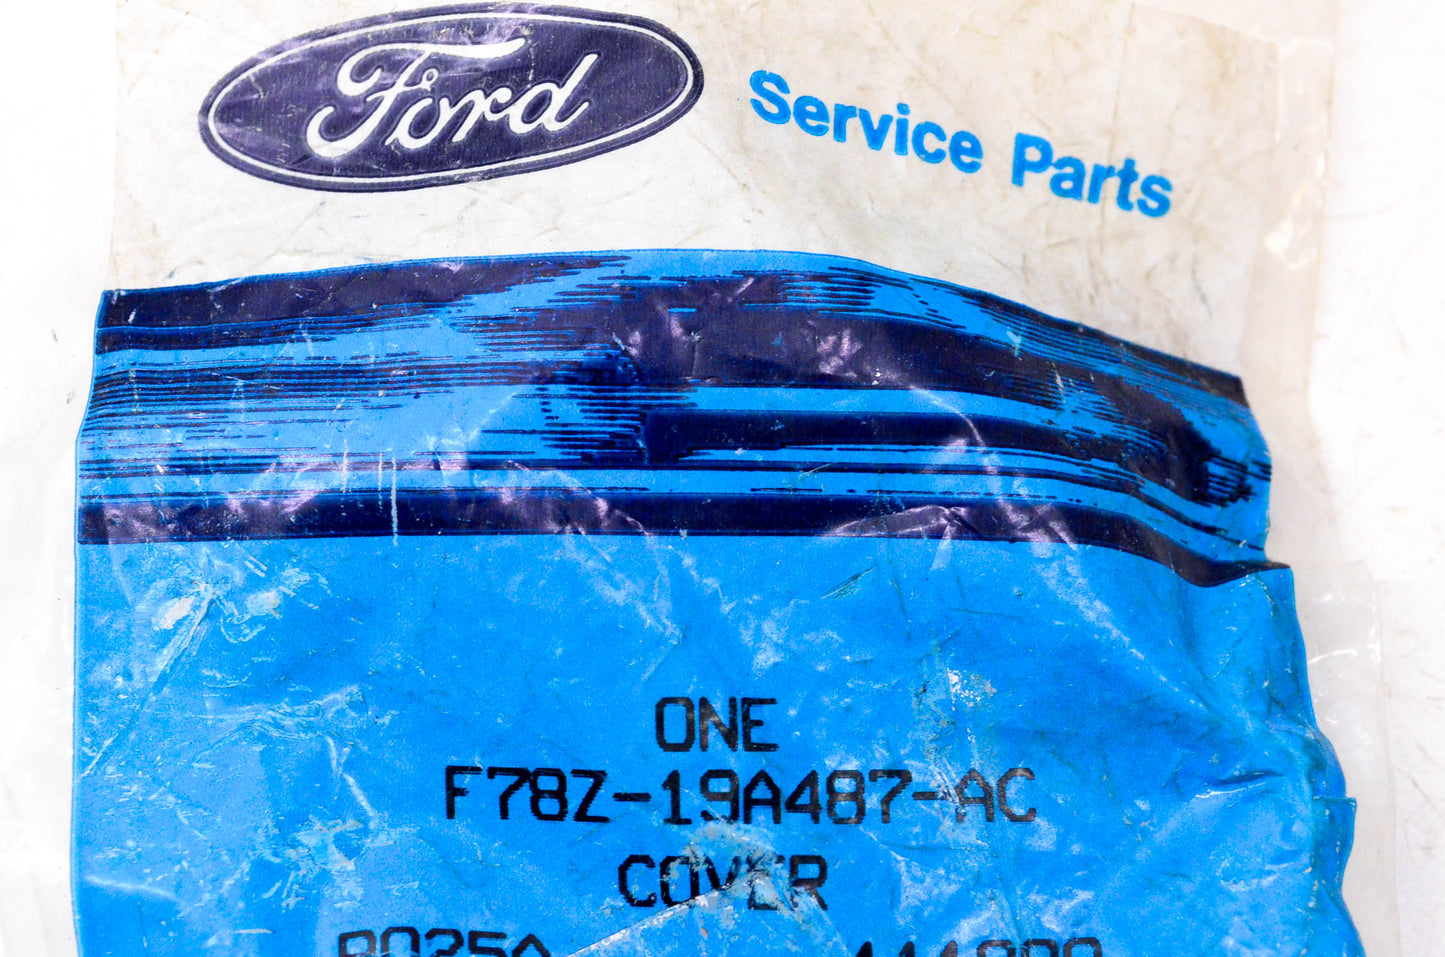 Ford
Service Parts
ONE
F78Z-19A487-AC
COVER